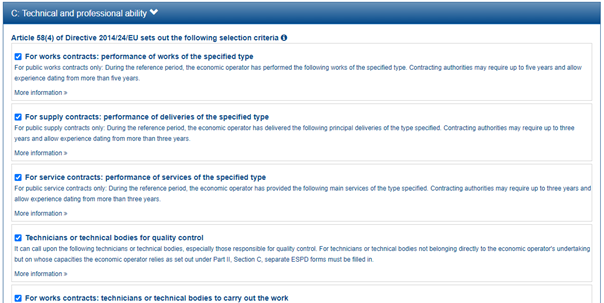 C: Technical and professional ability
Article 58(4) of Directive 2014/24/EU sets out the following selection criteria
For works contracts: performance of works of the specified type
For public works contracts only: During the reference period, the economic operator has performed the following works of the specified type. Contracting authorities may require up to five years and allow
experience dating from more than five years.
More information »
For supply contracts: performance of deliveries of the specified type
For public supply contracts only: During the reference period, the economic operator has delivered the following principal deliveries of the type specified. Contracting authorities may require up to three
years and allow experience dating from more than three years.
More information »
For service contracts: performance of services of the specified type
For public service contracts only: During the reference period, the economic operator has provided the following main services of the type specified. Contracting authorities may require up to three years and
allow experience dating from more than three years.
More information »
Technicians or technical bodies for quality control
It can call upon the following technicians or technical bodies, especially those responsible for quality control. For technicians or technical bodies not belonging directly to the economic operator's undertaking
but on whose capacities the economic operator relies as set out under Part II, Section C, separate ESPD forms must be filled in.
More information »
For works contracts: technicians or technical bodies to carry out the work